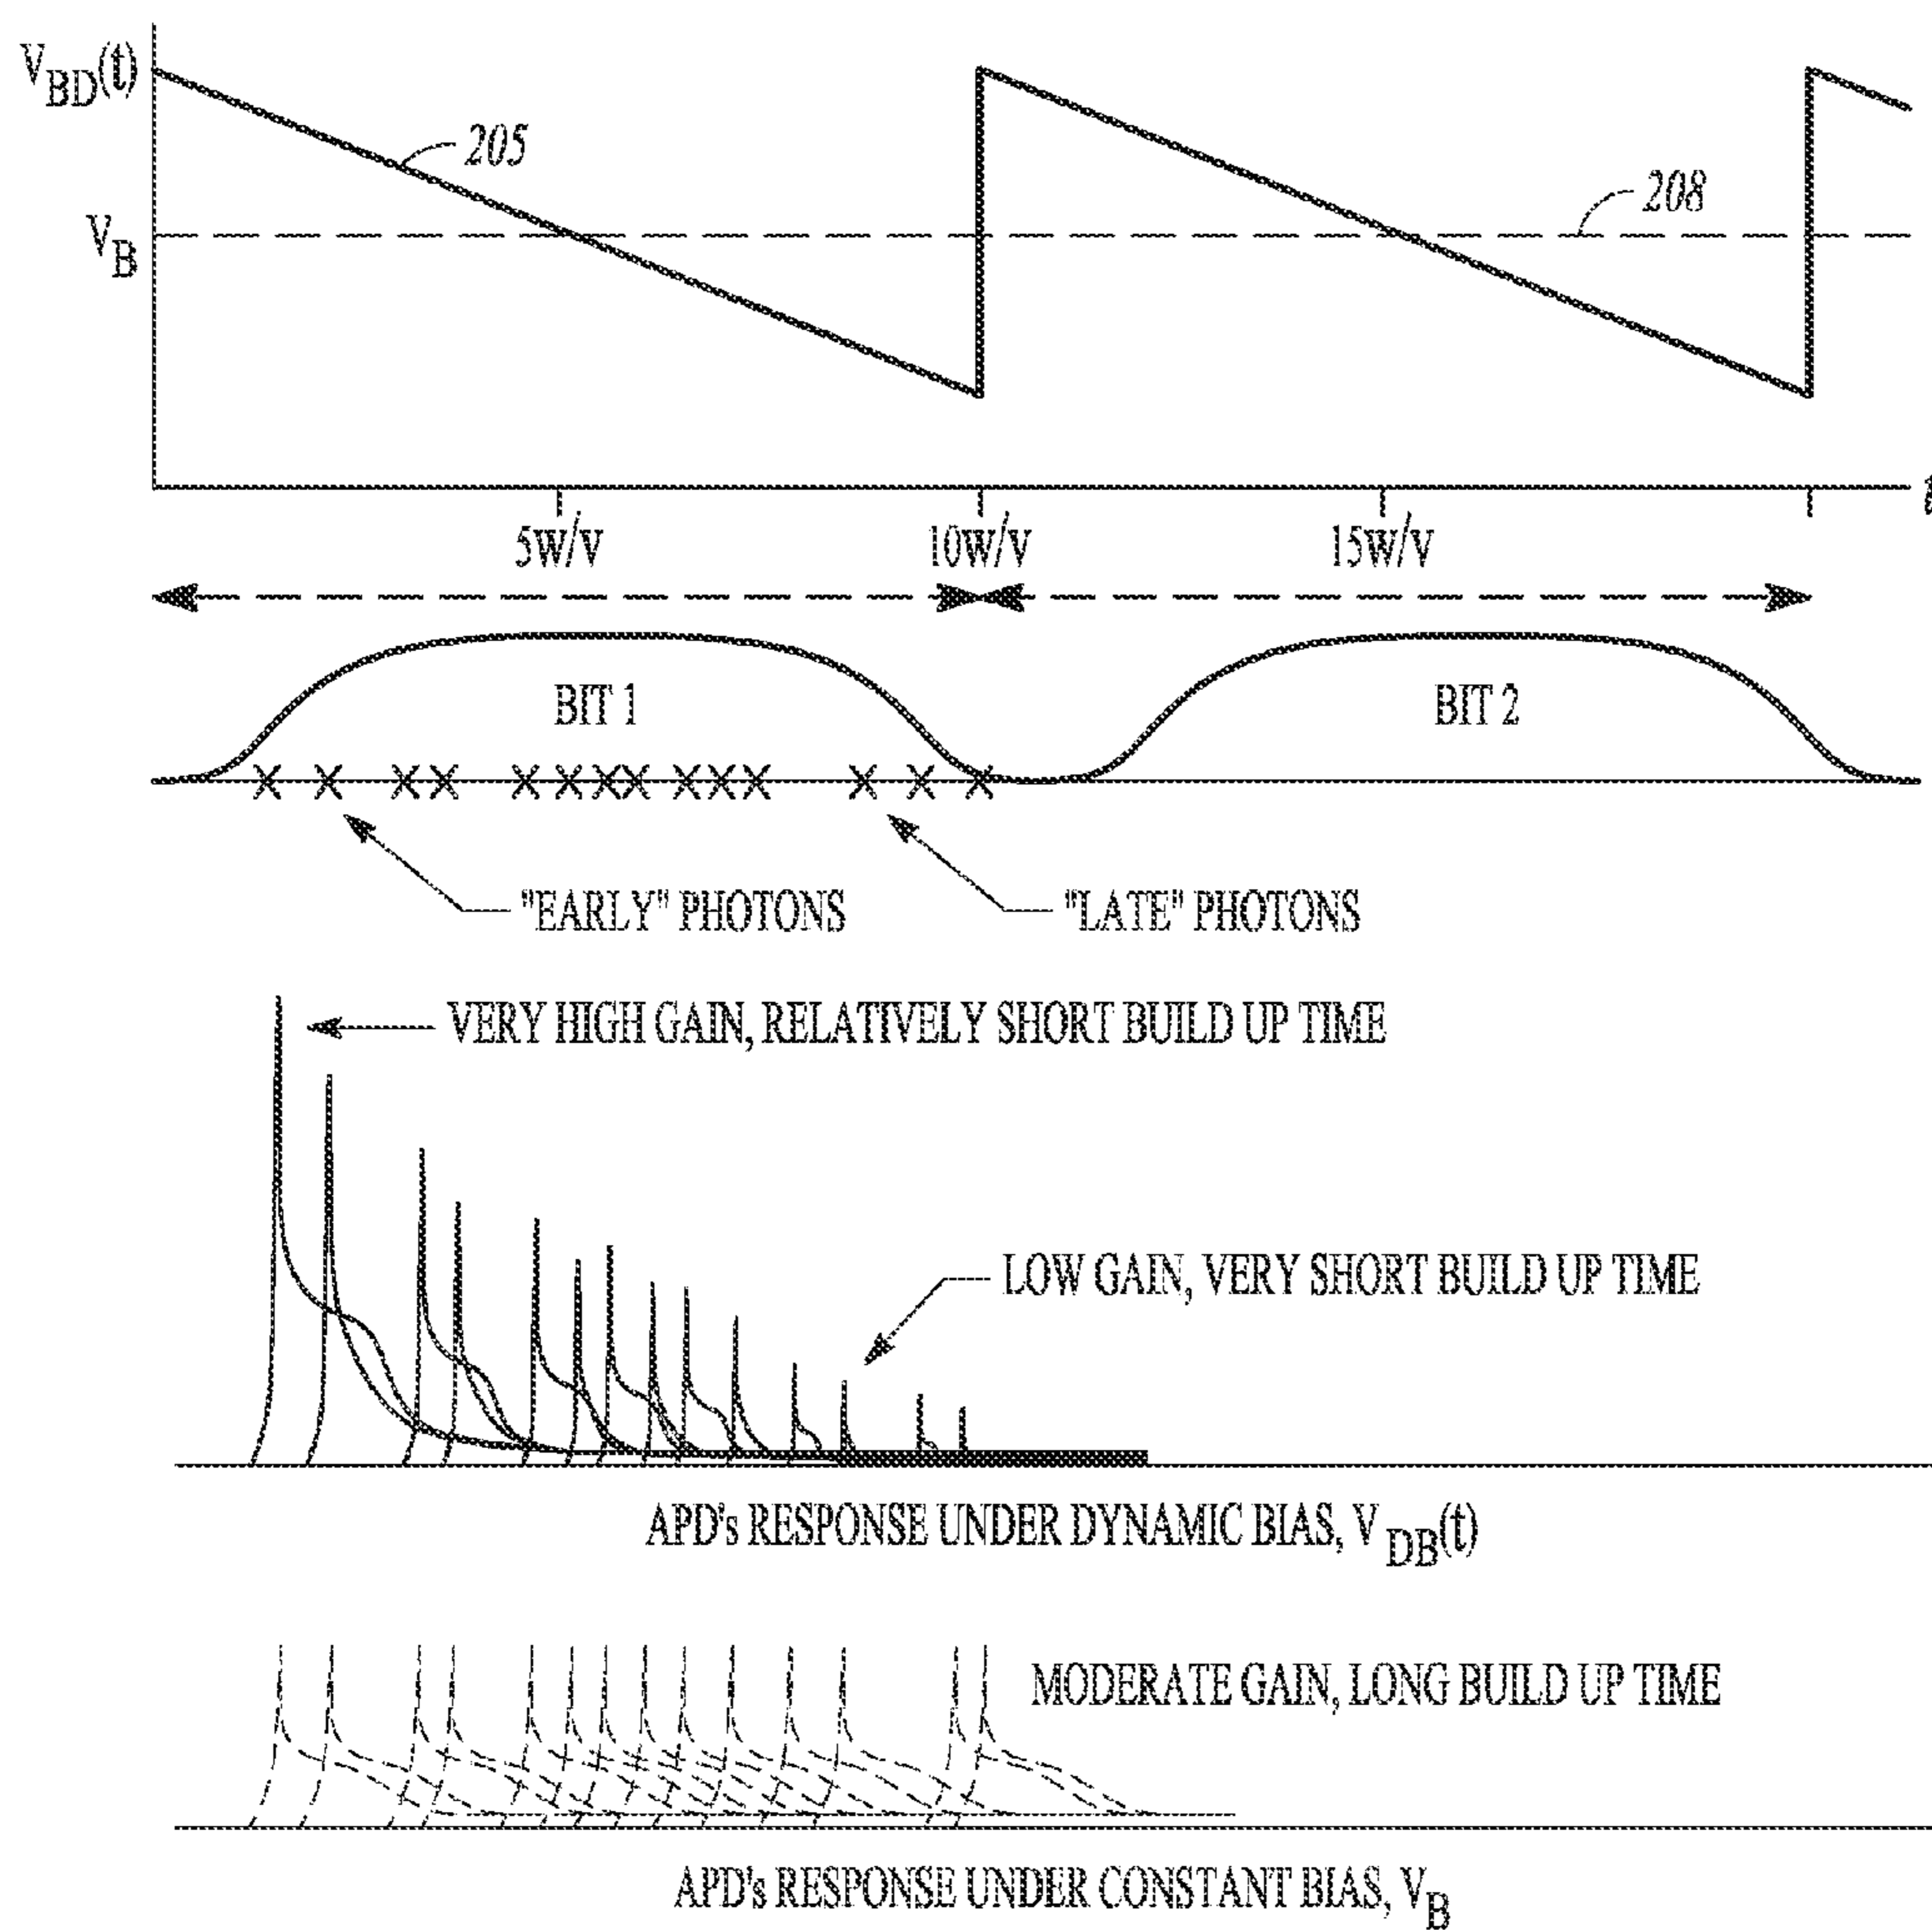 V_BD(t)
205
V_B
208
t
5w/v
10w/v
15w/v
BIT 1
BIT 2
"EARLY" PHOTONS
"LATE" PHOTONS
VERY HIGH GAIN, RELATIVELY SHORT BUILD UP TIME
LOW GAIN, VERY SHORT BUILD UP TIME
APD's RESPONSE UNDER DYNAMIC BIAS, V_DB(t)
MODERATE GAIN, LONG BUILD UP TIME
APD's RESPONSE UNDER CONSTANT BIAS, V_B